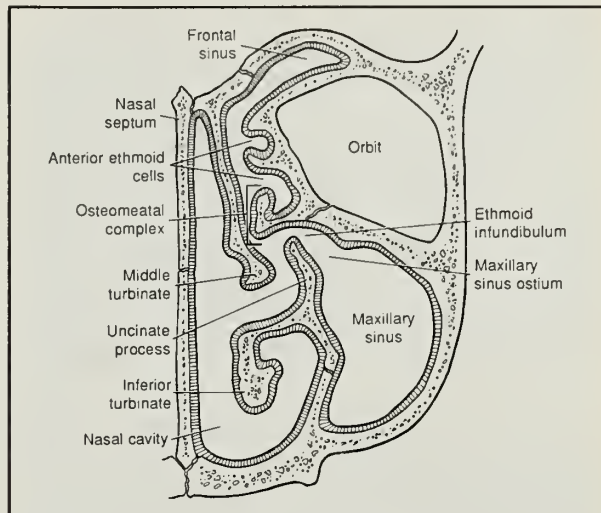 Frontal
sinus
Nasal
septum
Anterior ethmoid
cells
Orbit
Osteomeatal
complex
Ethmoid
infundibulum
Middle
turbinate
Maxillary
sinus ostium
Uncinate
process
Maxillary
sinus
Inferior
turbinate
Nasal cavity